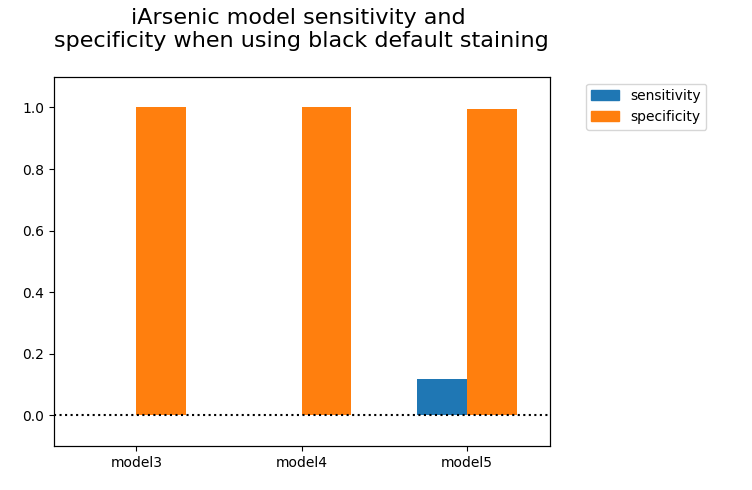 iArsenic model sensitivity and
specificity when using black default staining
sensitivity
specificity
1.0
0.8
0.6
0.4
0.2
0.0
model3
model4
model5